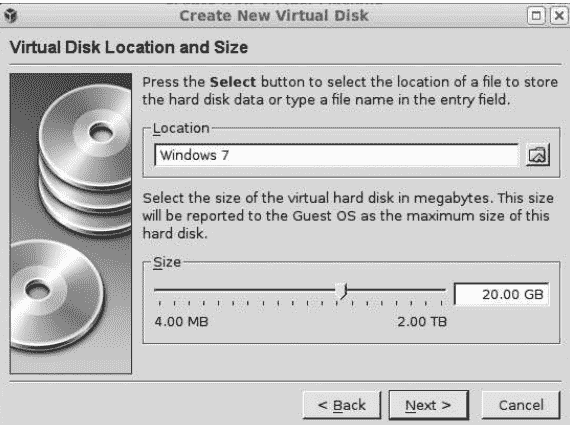 Create New Virtual Disk
Virtual Disk Location and Size
Press the Select button to select the location of a file to store
the hard disk data or type a file name in the entry field.
Location
Windows 7
Select the size of the virtual hard disk in megabytes. This size
will be reported to the Guest OS as the maximum size of this
hard disk.
Size
20.00 GB
4.00 MB 2.00 TB
< Back Next > Cancel